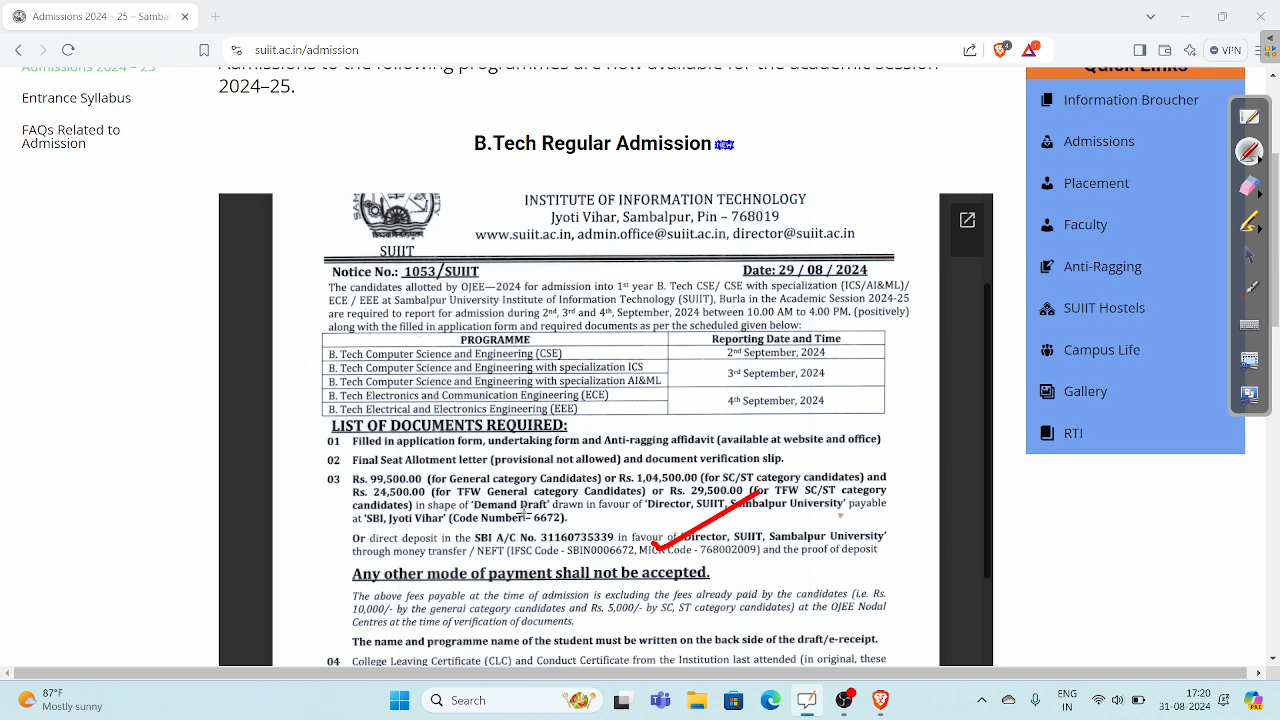 Admissions 2024 – 25 - Sambal
suiit.ac.in/admission
4
1
VPN
Admissions 2024 – 25
Entrance Syllabus
FAQs Related to
Admission
2024–25.
B.Tech Regular Admission
Quick Links
Information Broucher
Admissions
Placement
Faculty
Anti-Ragging
SUIIT Hostels
Campus Life
Gallery
RTI
INSTITUTE OF INFORMATION TECHNOLOGY
Jyoti Vihar, Sambalpur, Pin – 768019
www.suiit.ac.in, admin.office@suiit.ac.in, director@suiit.ac.in
SUIIT
Notice No.: 1053/SUIIT Date: 29 / 08 / 2024
The candidates allotted by OJEE—2024 for admission into 1st year B. Tech CSE/ CSE with specialization (ICS/AI&ML)/
ECE / EEE at Sambalpur University Institute of Information Technology (SUIIT), Burla in the Academic Session 2024-25
are required to report for admission during 2nd, 3rd and 4th, September, 2024 between 10.00 AM to 4.00 PM. (positively)
along with the filled in application form and required documents as per the scheduled given below:
PROGRAMME Reporting Date and Time
B. Tech Computer Science and Engineering (CSE) 2nd September, 2024
B. Tech Computer Science and Engineering with specialization ICS
3rd September, 2024
B. Tech Computer Science and Engineering with specialization AI&ML
B. Tech Electronics and Communication Engineering (ECE)
4th September, 2024
B. Tech Electrical and Electronics Engineering (EEE)
LIST OF DOCUMENTS REQUIRED:
01 Filled in application form, undertaking form and Anti-ragging affidavit (available at website and office)
02 Final Seat Allotment letter (provisional not allowed) and document verification slip.
03 Rs. 99,500.00 (for General category Candidates) or Rs. 1,04,500.00 (for SC/ST category candidates) and
Rs. 24,500.00 (for TFW General category Candidates) or Rs. 29,500.00 (for TFW SC/ST category
candidates) in shape of 'Demand Draft' drawn in favour of 'Director, SUIIT, Sambalpur University' payable
at 'SBI, Jyoti Vihar' (Code Number– 6672).
Or direct deposit in the SBI A/C No. 31160735339 in favour of 'Director, SUIIT, Sambalpur University'
through money transfer / NEFT (IFSC Code - SBIN0006672, MICR Code - 768002009) and the proof of deposit
Any other mode of payment shall not be accepted.
The above fees payable at the time of admission is excluding the fees already paid by the candidates (i.e. Rs.
10,000/- by the general category candidates and Rs. 5,000/- by SC, ST category candidates) at the OJEE Nodal
Centres at the time of verification of documents.
The name and programme name of the student must be written on the back side of the draft/e-receipt.
04 College Leaving Certificate (CLC) and Conduct Certificate from the Institution last attended (in original, these
87°F
Mostly sunny
Search
ENG
IN
17:20
31-08-2024